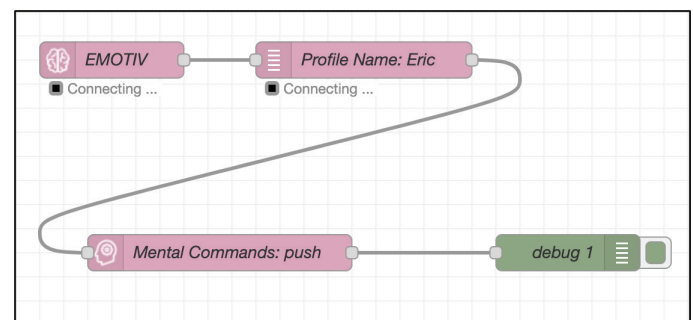 EMOTIV
Profile Name: Eric
Connecting ...
Connecting ...
Mental Commands: push
debug 1